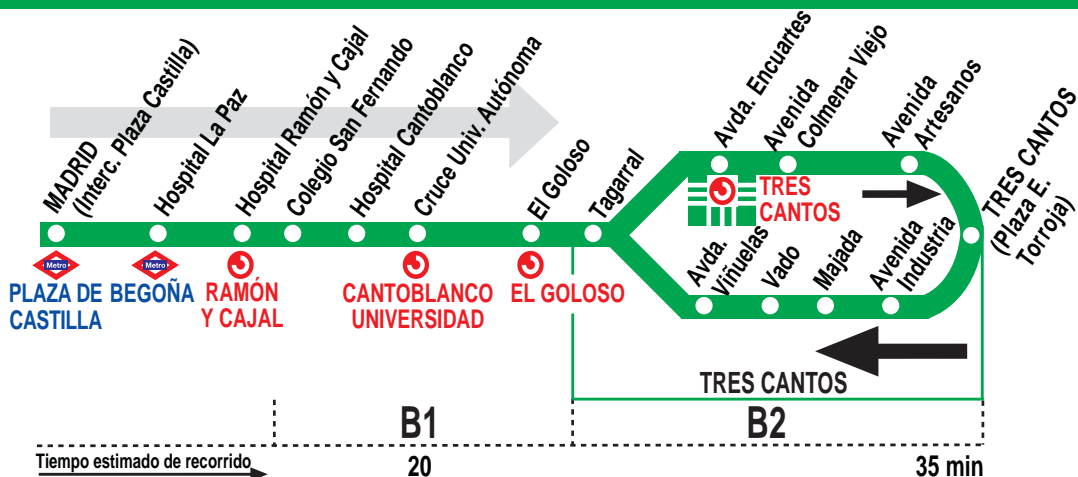 MADRID
(Interc. Plaza Castilla)
Hospital La Paz
Hospital Ramón y Cajal
Colegio San Fernando
Hospital Cantoblanco
Cruce Univ. Autónoma
El Goloso
Tagarral
Avda. Encuartes
Avenida
Colmenar Viejo
Avenida
Artesanos
TRES CANTOS
(Plaza E.
Torroja)
TRES
CANTOS
Avda.
Viñuelas
Vado
Majada
Avenida
Industria
Metro
PLAZA DE
CASTILLA
Metro
BEGOÑA
RAMÓN
Y CAJAL
CANTOBLANCO
UNIVERSIDAD
EL GOLOSO
TRES CANTOS
B1
B2
Tiempo estimado de recorrido
20
35 min